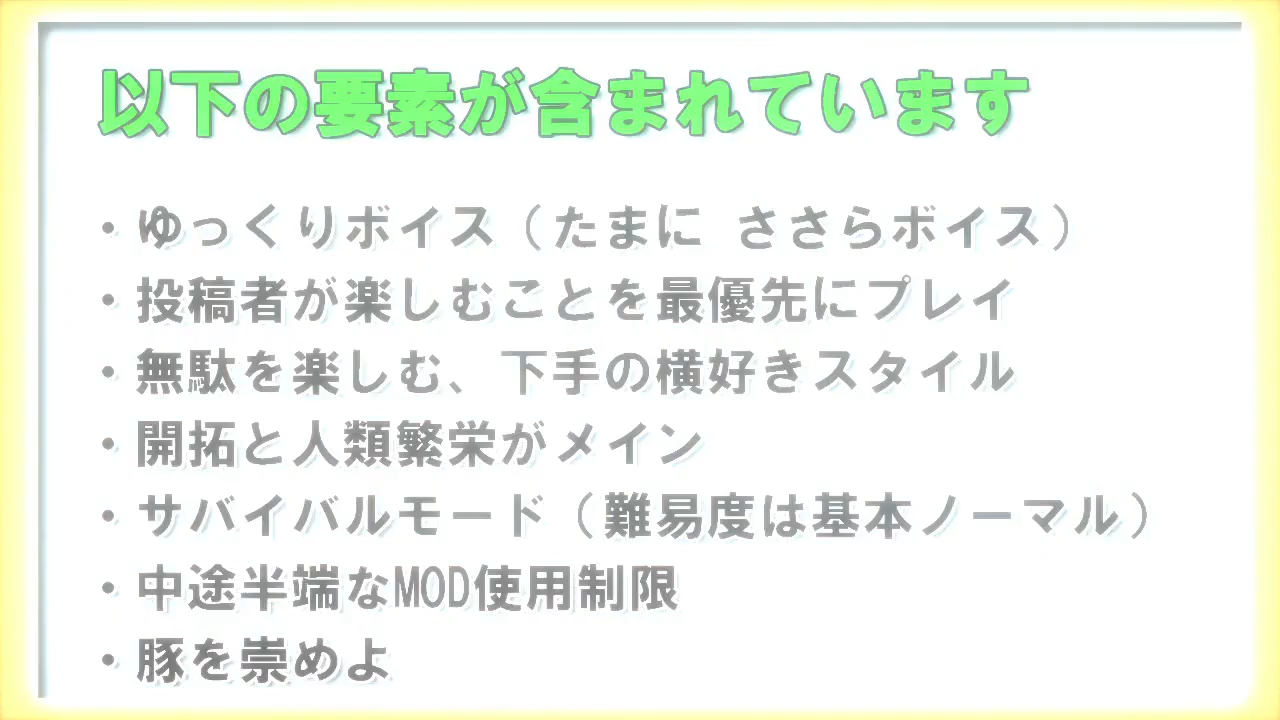 以下の要素が含まれています
・ゆっくりボイス（たまに ささらボイス）
・投稿者が楽しむことを最優先にプレイ
・無駄を楽しむ、下手の横好きスタイル
・開拓と人類繁栄がメイン
・サバイバルモード（難易度は基本ノーマル）
・中途半端なMOD使用制限
・豚を崇めよ